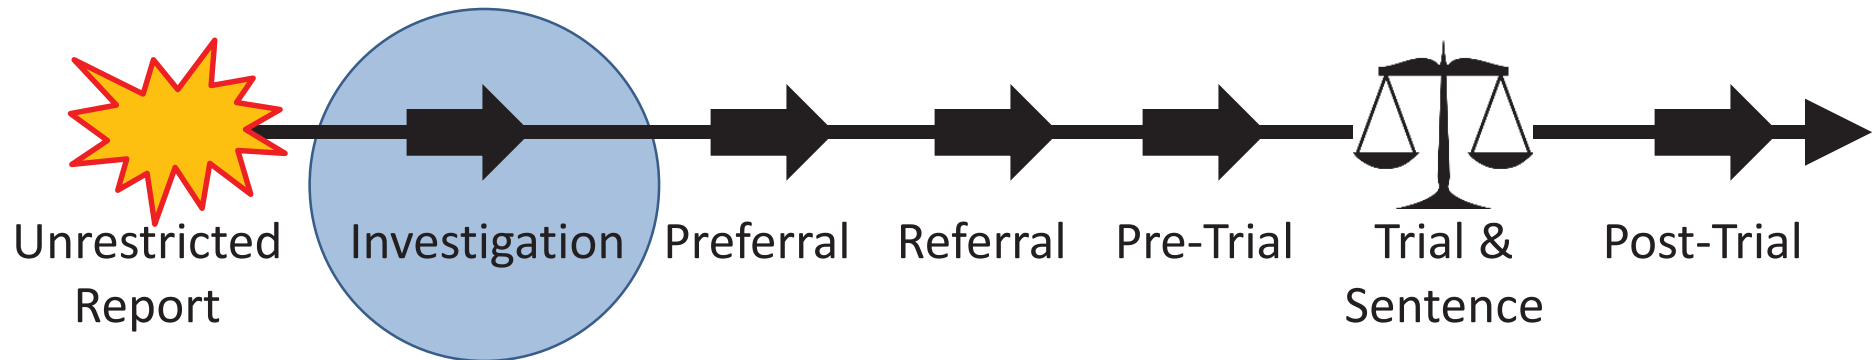 Unrestricted
Report
Investigation
Preferral
Referral
Pre-Trial
Trial &
Sentence
Post-Trial